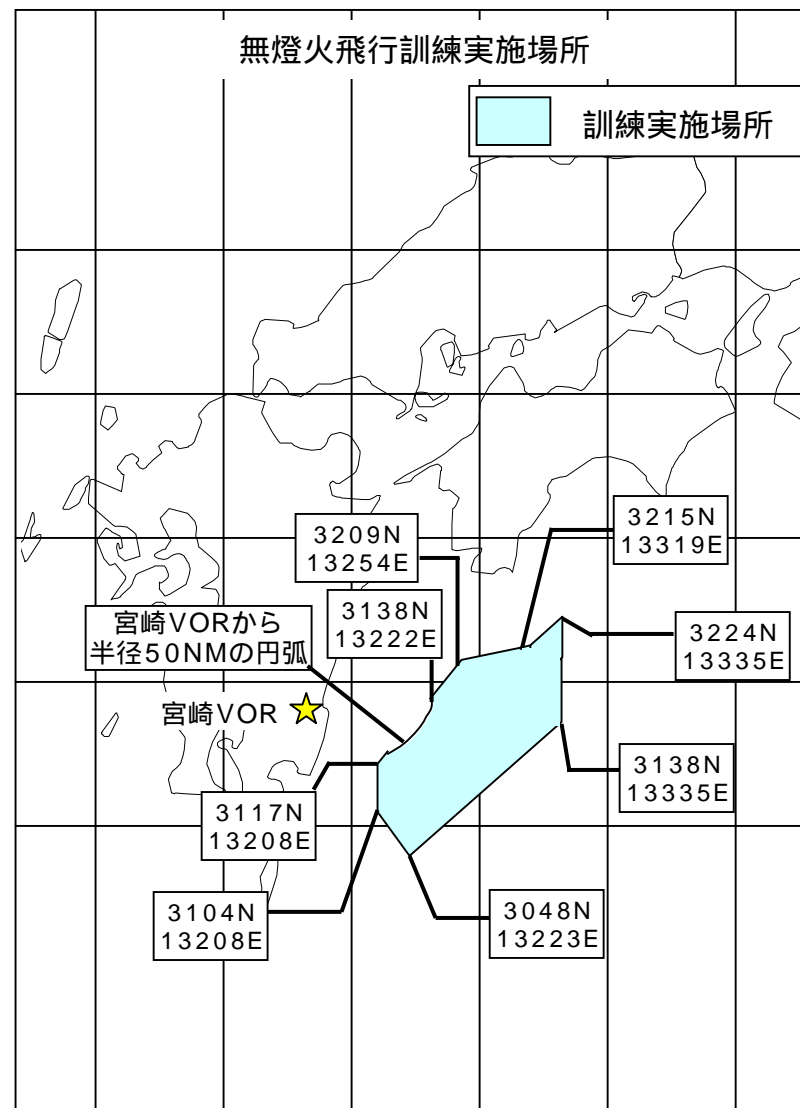 無燈火飛行訓練実施場所
訓練実施場所
3215N
13319E
3209N
13254E
3138N
13222E
宮崎VORから
半径50NMの円弧
3224N
13335E
宮崎VOR
3138N
13335E
3117N
13208E
3104N
13208E
3048N
13223E